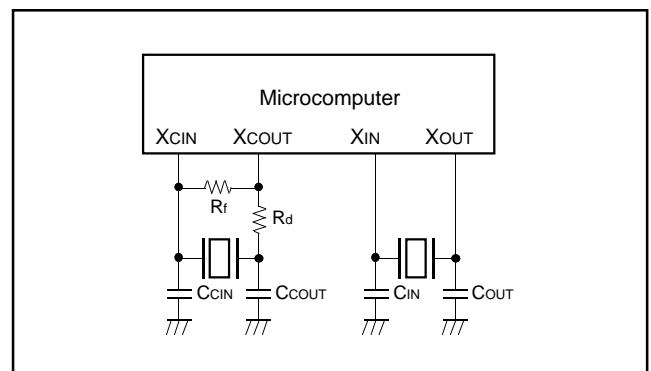 Microcomputer
XCIN XCOUT XIN XOUT
Rf
Rd
CCIN CCOUT CIN COUT